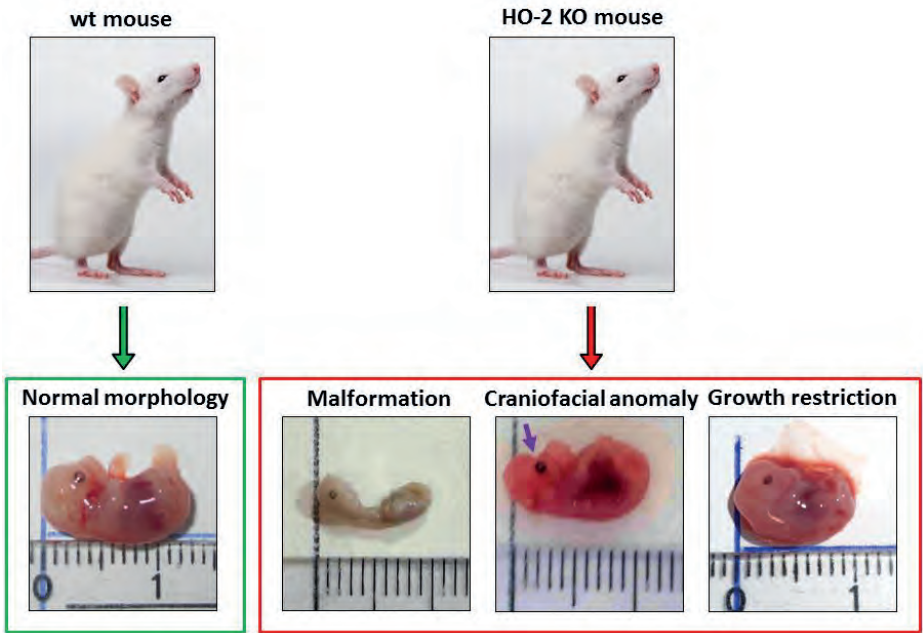 wt mouse
HO-2 KO mouse
Normal morphology
Malformation
Craniofacial anomaly
Growth restriction
0
1
0
1